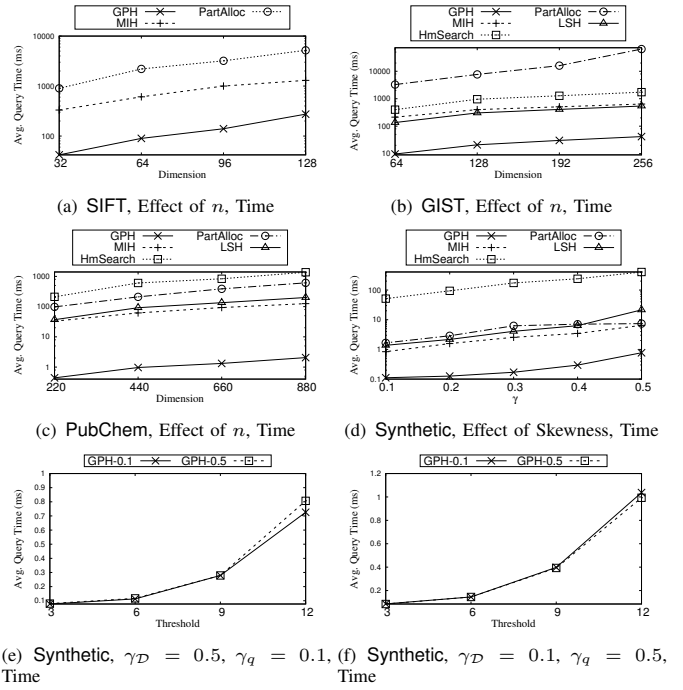 GPH PartAlloc
MIH
Avg. Query Time (ms)
10000
1000
100
32 64 96 128
Dimension
(a) SIFT, Effect of n, Time
GPH PartAlloc
MIH LSH
HmSearch
Avg. Query Time (ms)
10000
1000
100
10
64 128 192 256
Dimension
(b) GIST, Effect of n, Time
GPH PartAlloc
MIH LSH
HmSearch
Avg. Query Time (ms)
1000
100
10
1
220 440 660 880
Dimension
(c) PubChem, Effect of n, Time
GPH PartAlloc
MIH LSH
HmSearch
Avg. Query Time (ms)
100
10
1
0.1
0.1 0.2 0.3 0.4 0.5
γ
(d) Synthetic, Effect of Skewness, Time
GPH-0.1 GPH-0.5
Avg. Query Time (ms)
1
0.9
0.8
0.7
0.6
0.5
0.4
0.3
0.2
0.1
3 6 9 12
Threshold
(e) Synthetic, γD = 0.5, γq = 0.1,
Time
GPH-0.1 GPH-0.5
Avg. Query Time (ms)
1.2
1
0.8
0.6
0.4
0.2
3 6 9 12
Threshold
(f) Synthetic, γD = 0.1, γq = 0.5,
Time